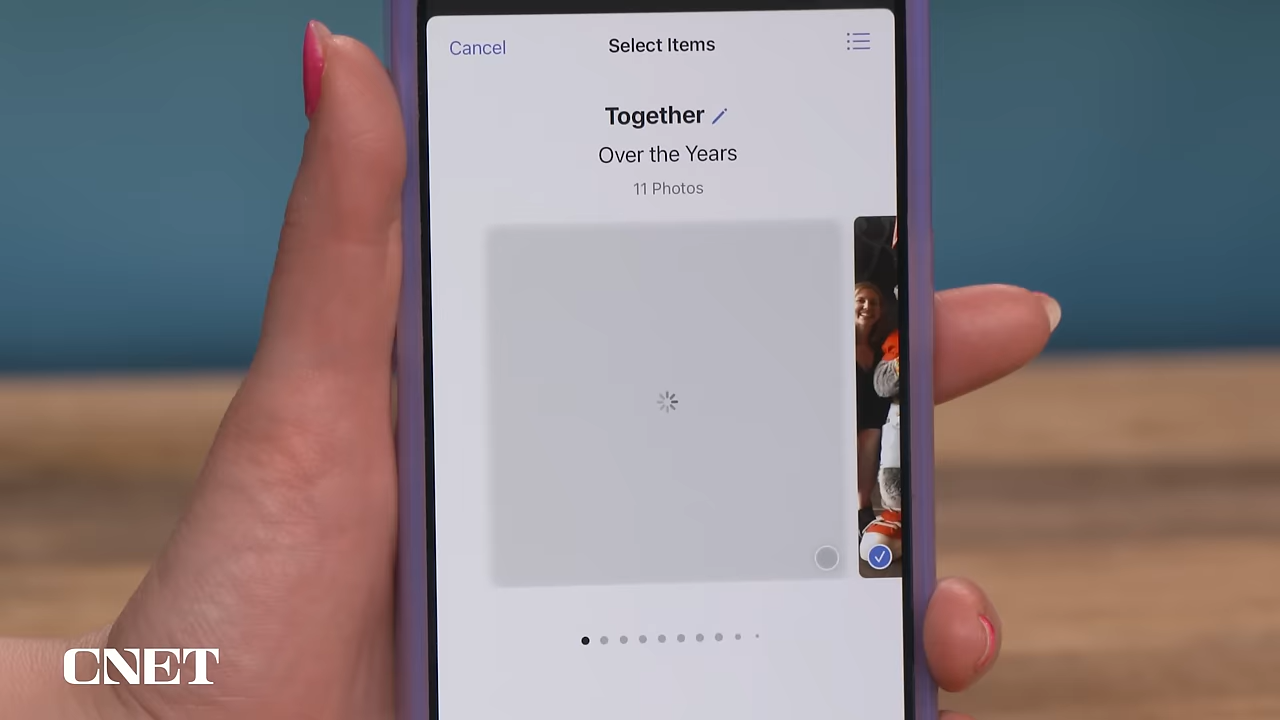 Cancel
Select Items
Together
Over the Years
11 Photos
CNET